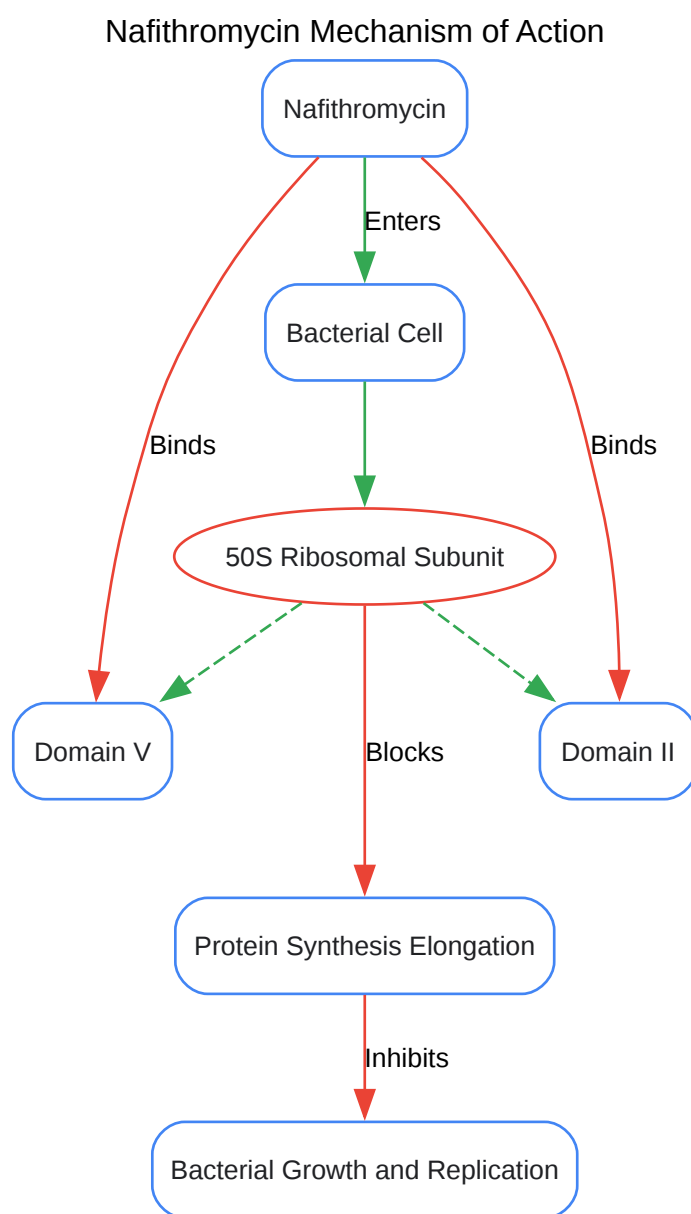 Nafithromycin Mechanism of Action
Nafithromycin
Enters
Bacterial Cell
Binds
Binds
50S Ribosomal Subunit
Domain V
Blocks
Domain II
Protein Synthesis Elongation
Inhibits
Bacterial Growth and Replication